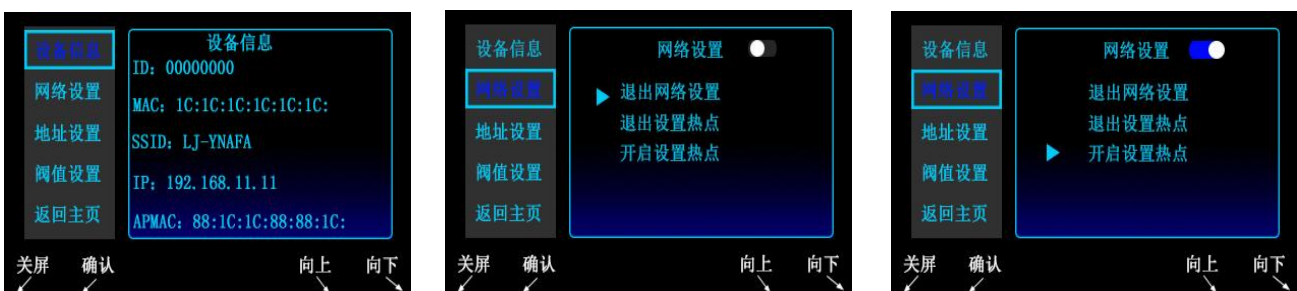 设备信息
网络设置
地址设置
阀值设置
返回主页
设备信息
ID: 00000000
MAC: 1C:1C:1C:1C:1C:1C:
SSID: LJ-YNAFA
IP: 192.168.11.11
APMAC: 88:1C:1C:88:88:1C:
关屏 确认 向上 向下
设备信息
网络设置
地址设置
阀值设置
返回主页
网络设置
退出网络设置
退出设置热点
开启设置热点
关屏 确认 向上 向下
设备信息
网络设置
地址设置
阀值设置
返回主页
网络设置
退出网络设置
退出设置热点
开启设置热点
关屏 确认 向上 向下